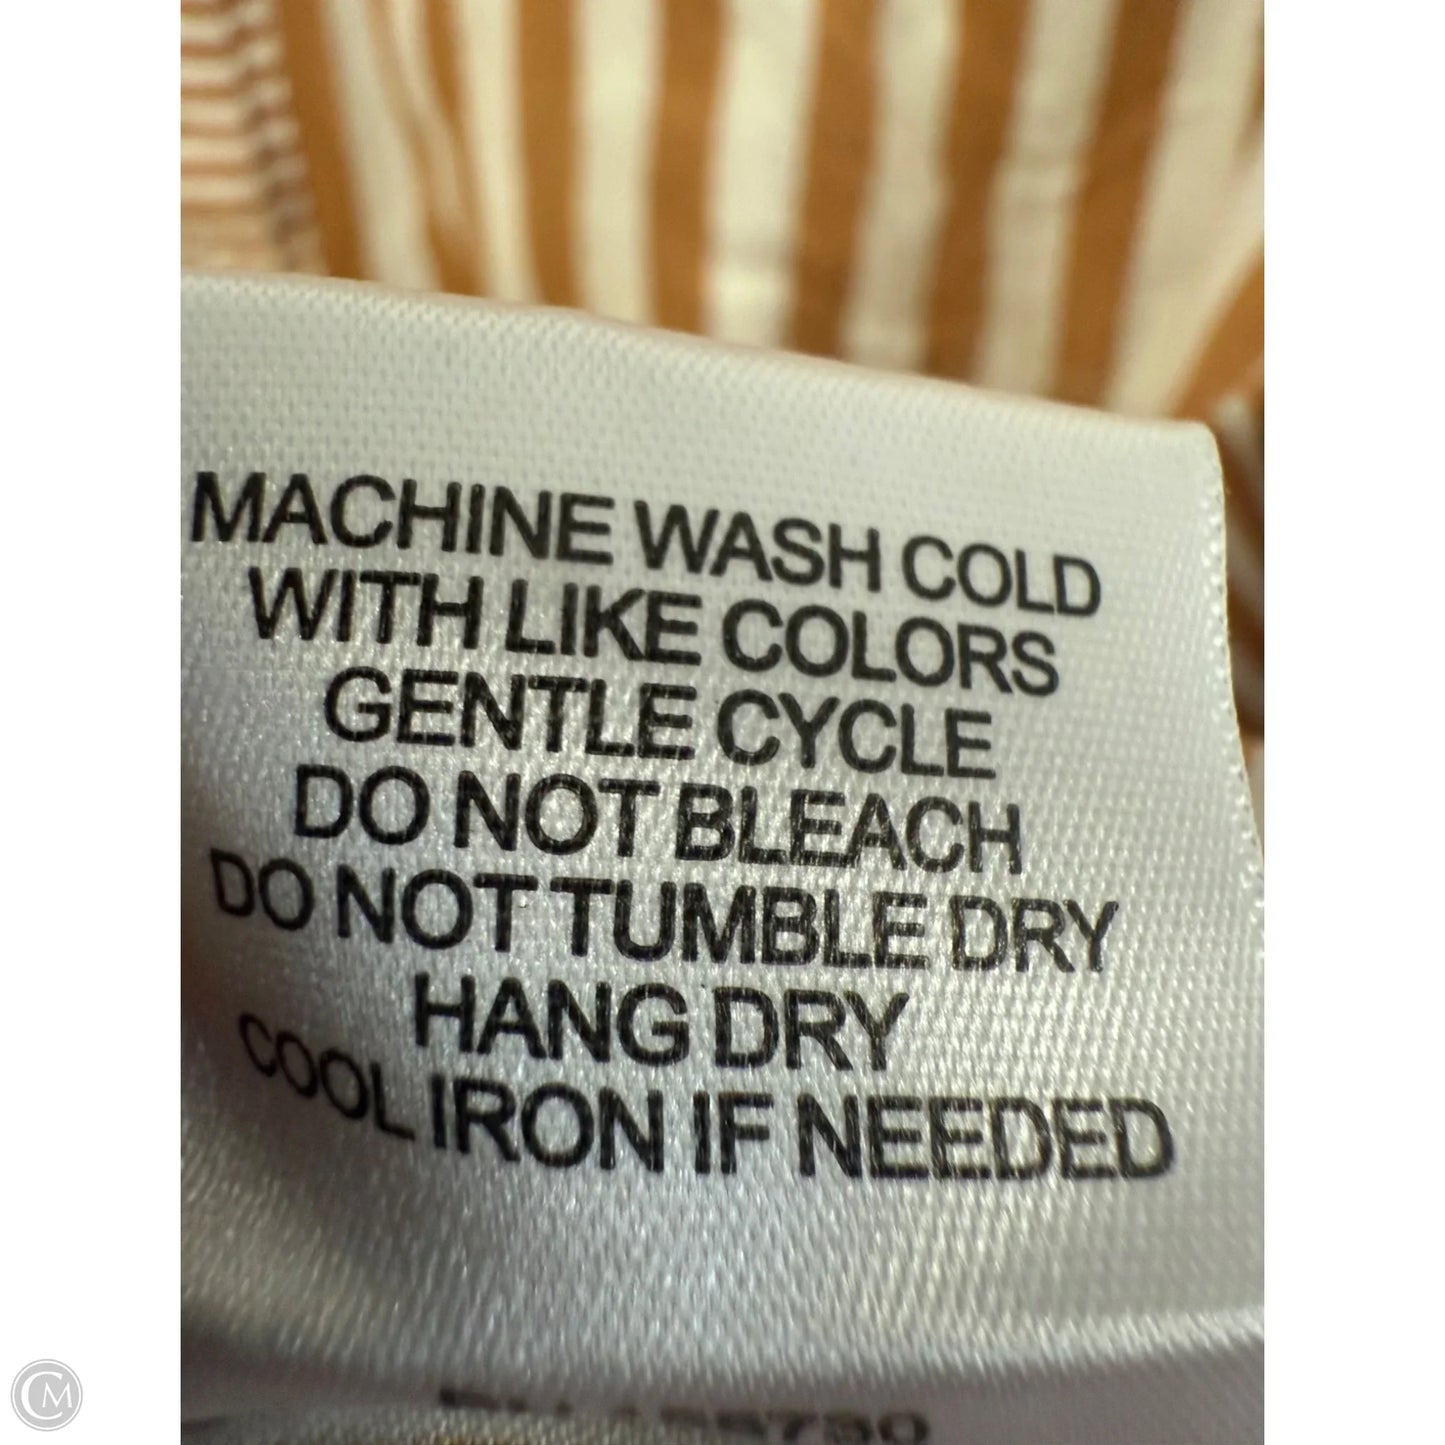 MACHINE WASH COLD
WITH LIKE COLORS
GENTLE CYCLE
DO NOT BLEACH
DO NOT TUMBLE DRY
HANG DRY
COOL IRON IF NEEDED
CM